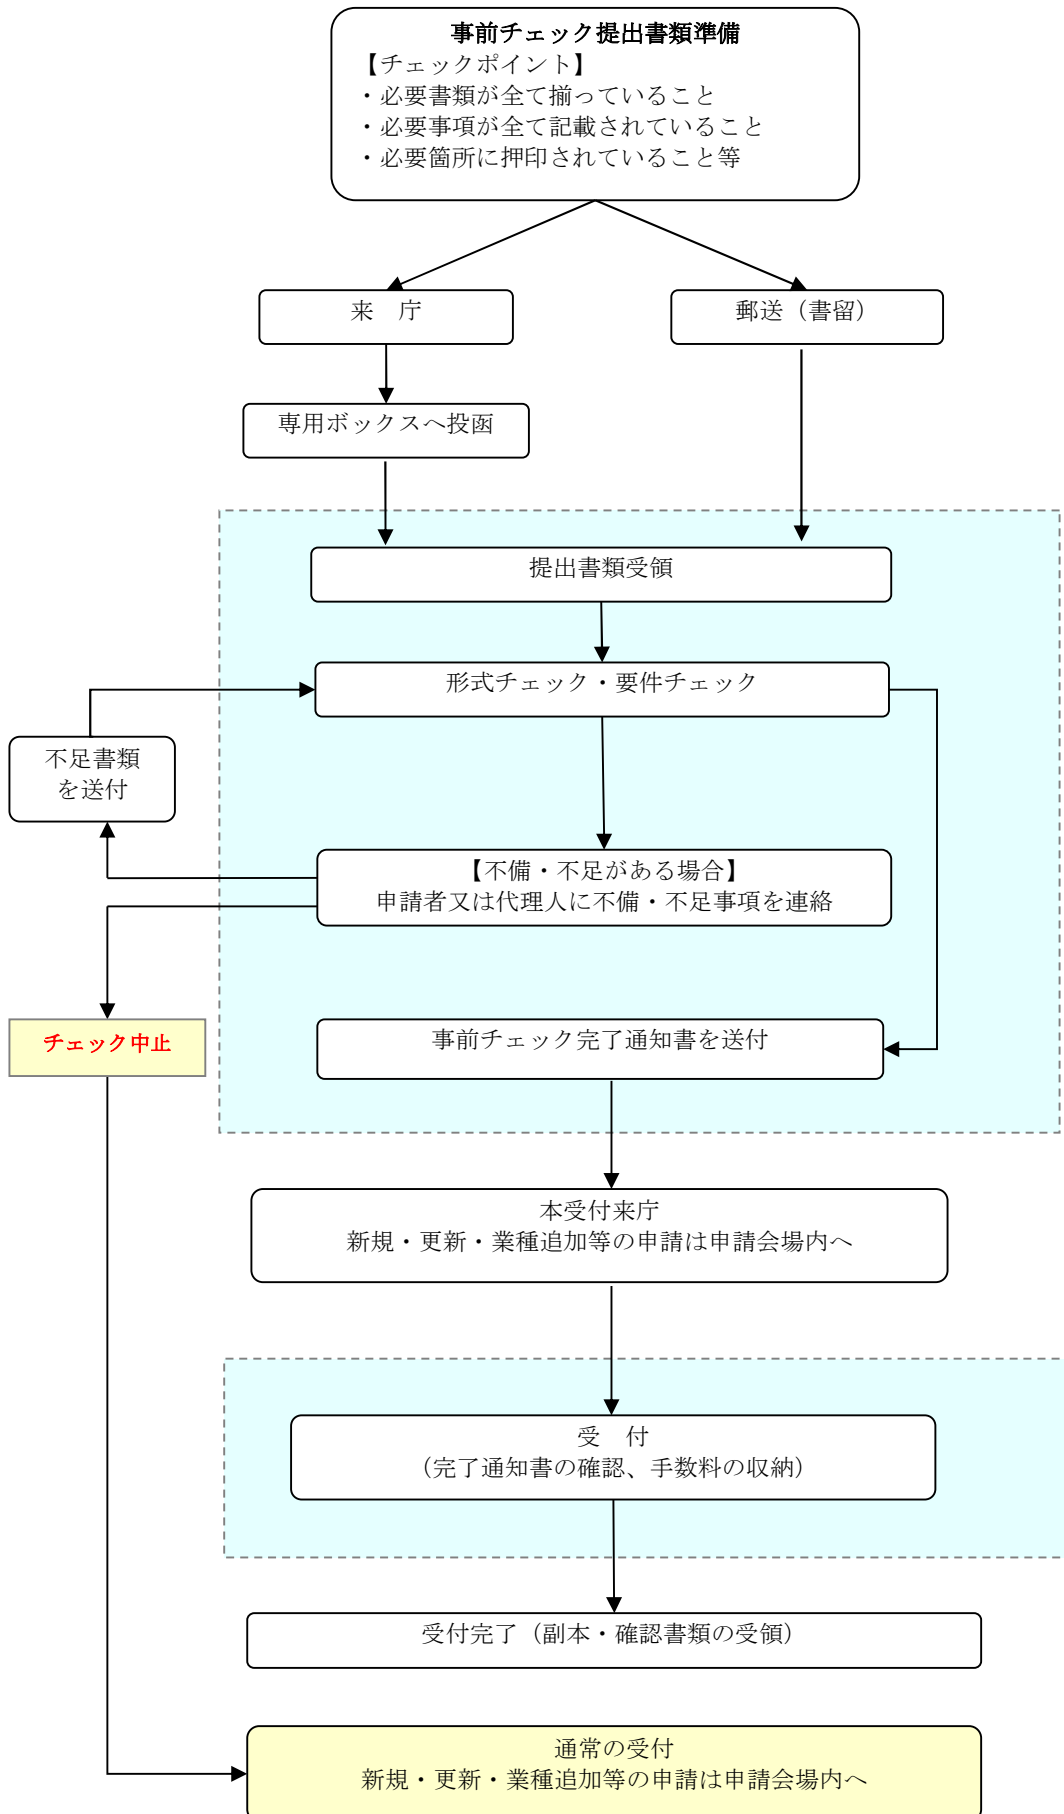 事前チェック提出書類準備
【チェックポイント】
・必要書類が全て揃っていること
・必要事項が全て記載されていること
・必要箇所に押印されていること等
来　庁
郵送（書留）
専用ボックスへ投函
提出書類受領
形式チェック・要件チェック
不足書類
を送付
【不備・不足がある場合】
申請者又は代理人に不備・不足事項を連絡
チェック中止
事前チェック完了通知書を送付
本受付来庁
新規・更新・業種追加等の申請は申請会場内へ
受　付
（完了通知書の確認、手数料の収納）
受付完了（副本・確認書類の受領）
通常の受付
新規・更新・業種追加等の申請は申請会場内へ